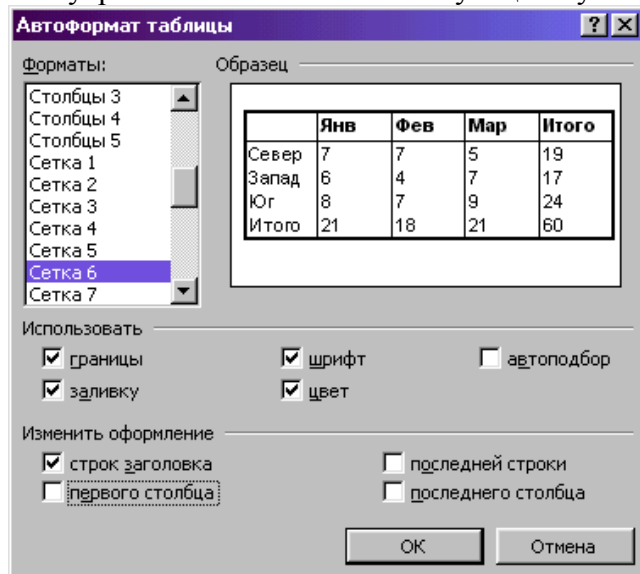 Автоформат таблицы
Форматы:
Образец
Столбцы 3
Столбцы 4
Столбцы 5
Сетка 1
Сетка 2
Сетка 3
Сетка 4
Сетка 5
Сетка 6
Сетка 7
Янв Фев Мар Итого
Север 7 7 5 19
Запад 6 4 7 17
Юг 8 7 9 24
Итого 21 18 21 60
Использовать
границы шрифт автоподбор
заливку цвет
Изменить оформление
строк заголовка последней строки
первого столбца последнего столбца
ОК Отмена